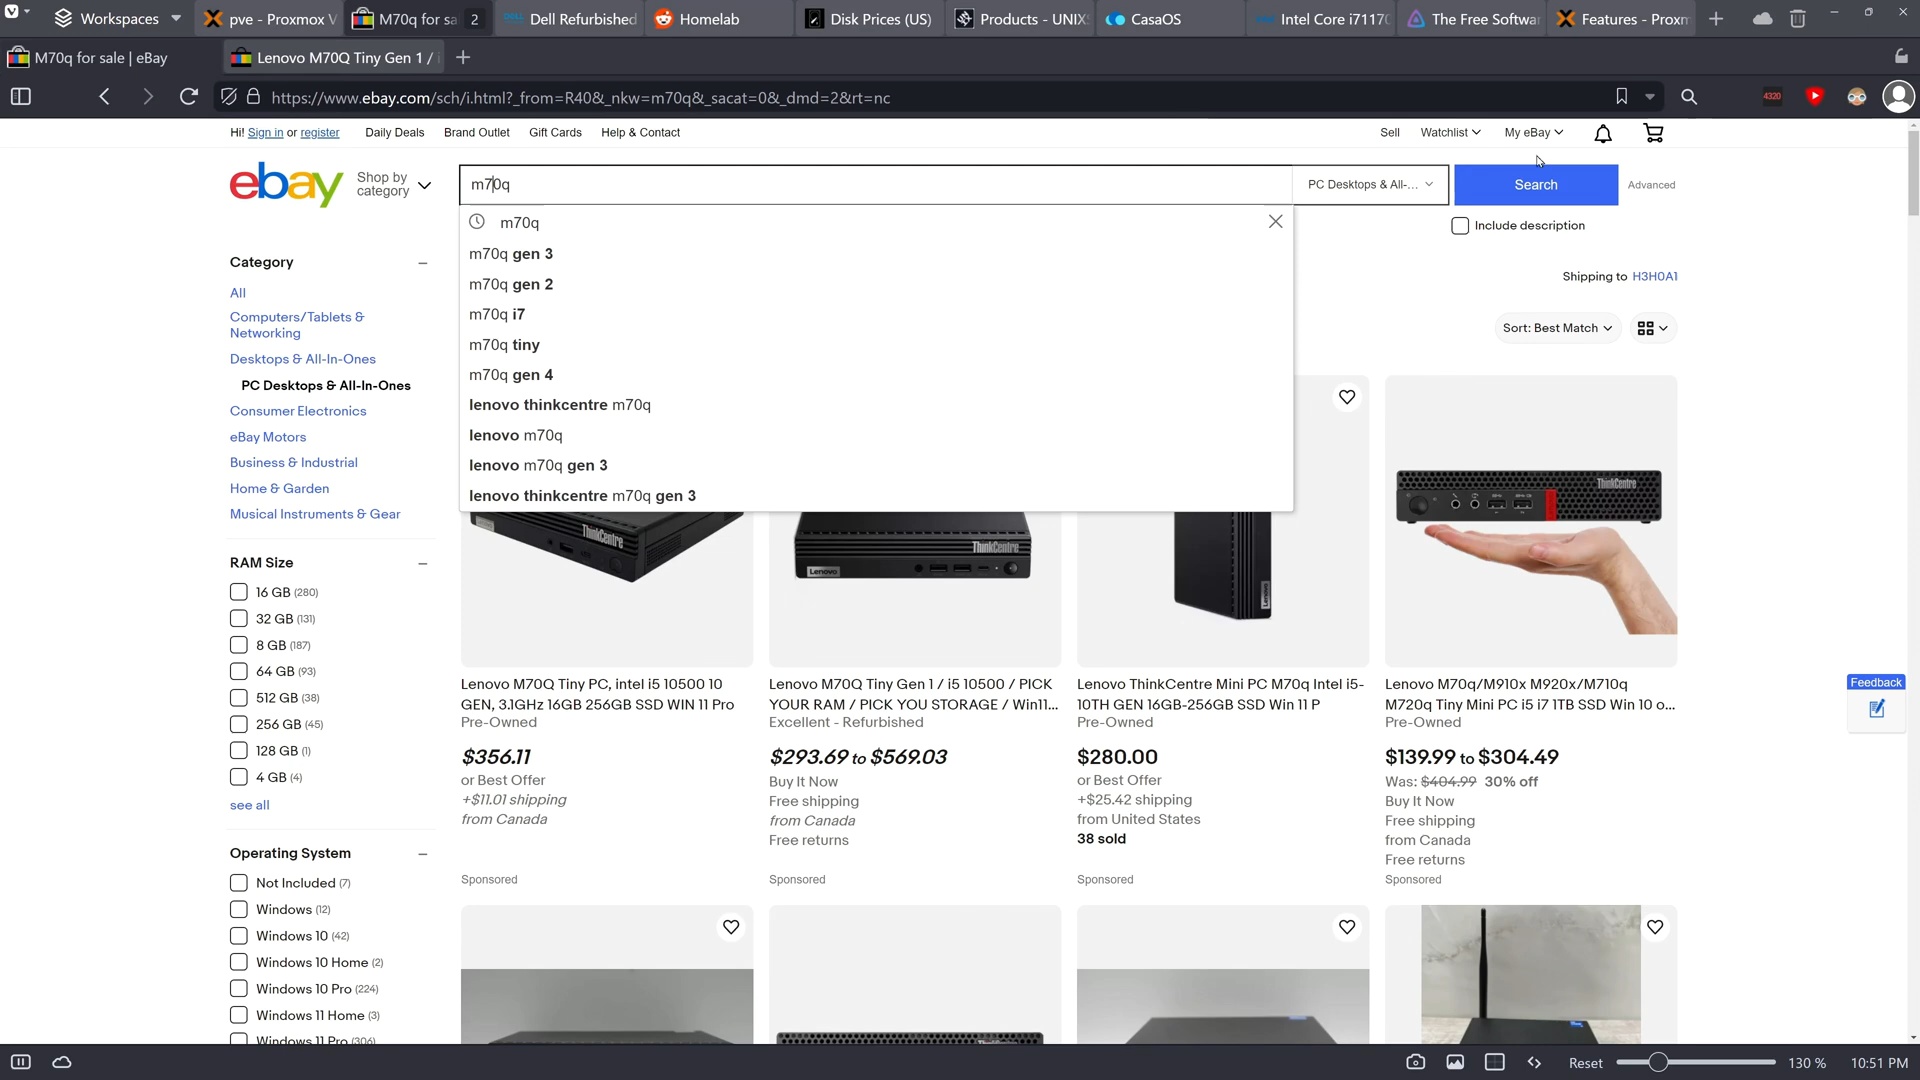 Workspaces
pve - Proxmox V
M70q for sa 2
Dell Refurbished
Homelab
Disk Prices (US)
Products - UNIX
CasaOS
Intel Core i71170
The Free Softwar
Features - Proxm
M70q for sale | eBay
Lenovo M70Q Tiny Gen 1 / i
https://www.ebay.com/sch/i.html?_from=R40&_nkw=m70q&_sacat=0&_dmd=2&rt=nc
4320
Hi! Sign in or register
Daily Deals
Brand Outlet
Gift Cards
Help & Contact
Sell
Watchlist
My eBay
ebay
Shop by
category
m70q
PC Desktops & All-...
Search
Advanced
Include description
m70q
m70q gen 3
m70q gen 2
m70q i7
m70q tiny
m70q gen 4
lenovo thinkcentre m70q
lenovo m70q
lenovo m70q gen 3
lenovo thinkcentre m70q gen 3
Shipping to H3H0A1
Sort: Best Match
Category
All
Computers/Tablets &
Networking
Desktops & All-In-Ones
PC Desktops & All-In-Ones
Consumer Electronics
eBay Motors
Business & Industrial
Home & Garden
Musical Instruments & Gear
RAM Size
16 GB (280)
32 GB (131)
8 GB (187)
64 GB (93)
512 GB (38)
256 GB (45)
128 GB (1)
4 GB (4)
see all
Operating System
Not Included (7)
Windows (12)
Windows 10 (42)
Windows 10 Home (2)
Windows 10 Pro (224)
Windows 11 Home (3)
Windows 11 Pro (306)
ThinkCentre
ThinkCentre
Lenovo
Lenovo
ThinkCentre
Lenovo M70Q Tiny PC, intel i5 10500 10
GEN, 3.1GHz 16GB 256GB SSD WIN 11 Pro
Pre-Owned
$356.11
or Best Offer
+$11.01 shipping
from Canada
Sponsored
Lenovo M70Q Tiny Gen 1 / i5 10500 / PICK
YOUR RAM / PICK YOU STORAGE / Win11...
Excellent - Refurbished
$293.69 to $569.03
Buy It Now
Free shipping
from Canada
Free returns
Sponsored
Lenovo ThinkCentre Mini PC M70q Intel i5-
10TH GEN 16GB-256GB SSD Win 11 P
Pre-Owned
$280.00
or Best Offer
+$25.42 shipping
from United States
38 sold
Sponsored
Lenovo M70q/M910x M920x/M710q
M720q Tiny Mini PC i5 i7 1TB SSD Win 10 o...
Pre-Owned
$139.99 to $304.49
Was: $404.99 30% off
Buy It Now
Free shipping
from Canada
Free returns
Sponsored
Feedback
Reset
130 %
10:51 PM